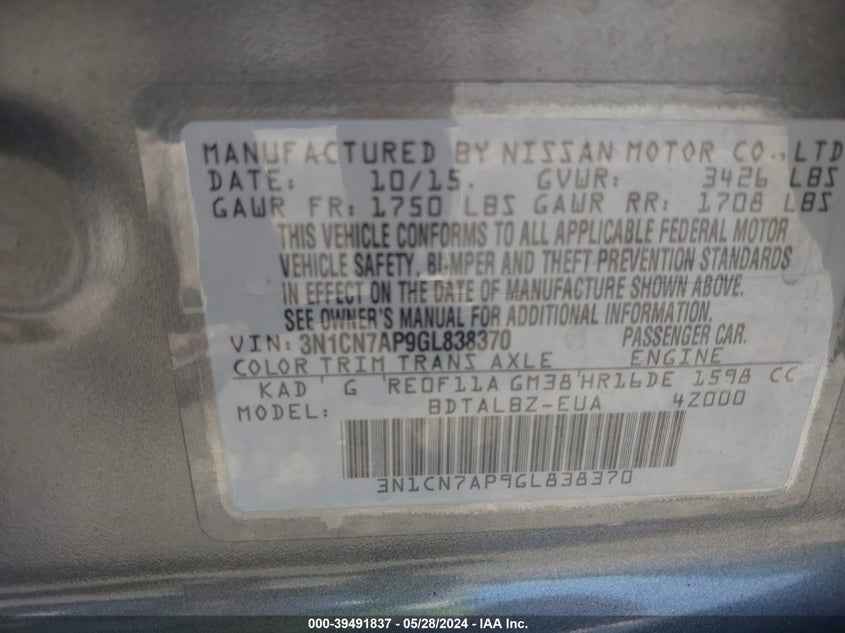 MANUFACTURED BY NISSAN MOTOR CO., LTD
DATE: 10/15. GVWR: 3426 LBS
GAWR FR: 1750 LBS GAWR RR: 1708 LBS
THIS VEHICLE CONFORMS TO ALL APPLICABLE FEDERAL MOTOR
VEHICLE SAFETY, BUMPER AND THEFT PREVENTION STANDARDS
IN EFFECT ON THE DATE OF MANUFACTURE SHOWN ABOVE.
SEE OWNER'S MANUAL FOR ADDITIONAL INFORMATION.
VIN: 3N1CN7AP9GL838370 PASSENGER CAR.
COLOR TRIM TRANS AXLE ENGINE
KAD G RE0F11A GM38 HR16DE 1598 CC
MODEL: BDTALBZ-EUA 4Z000
3N1CN7AP9GL838370
000-39491837 / 05/28/2024 - IAA Inc.